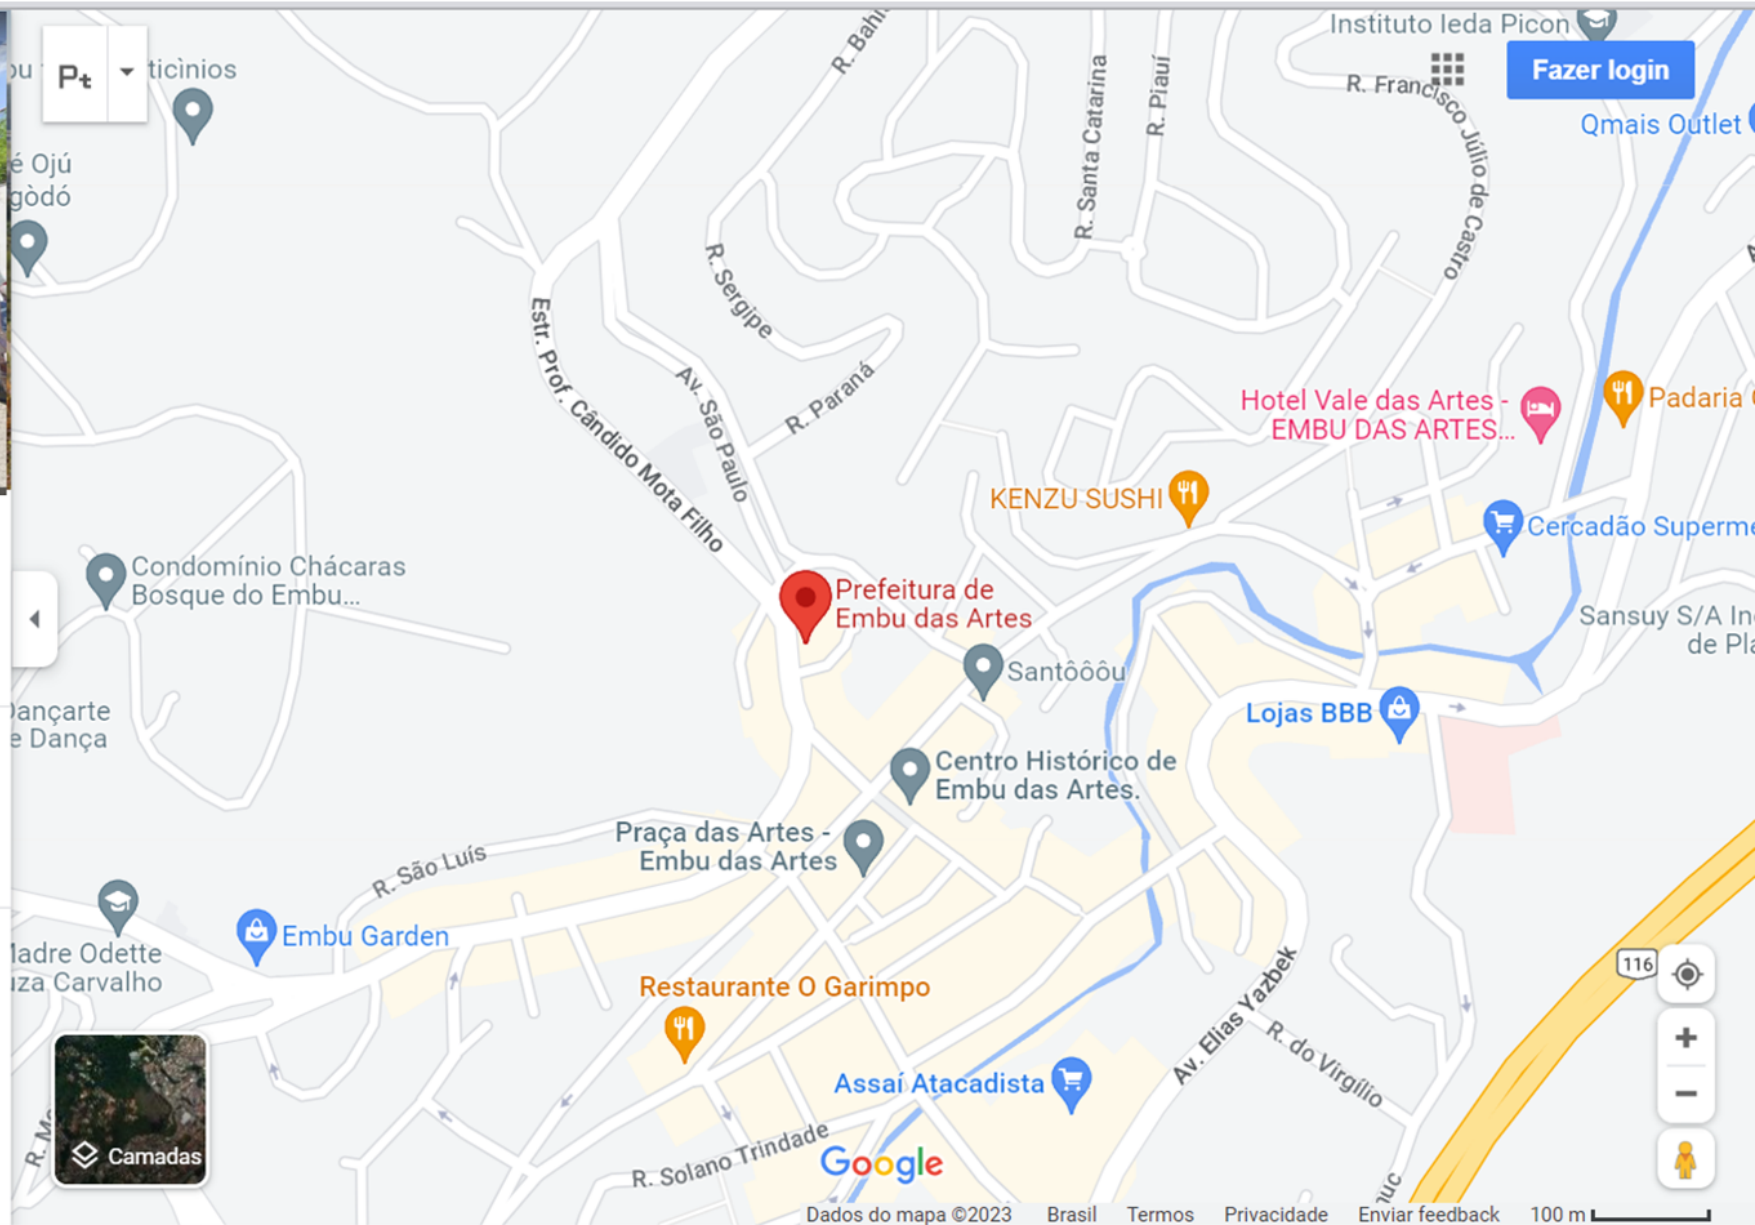 Instituto Ieda Picon
R. Bahi
Pt
ticìnios
Fazer login
R. Francisco Júlio de Castro
R. Santa Catarina
R. Piauí
Qmais Outlet
é Ojú
gòdó
R. Sergipe
Estr. Prof. Cândido Mota Filho
Av. São Paulo
R. Paraná
Hotel Vale das Artes -
EMBU DAS ARTES...
Padaria
KENZU SUSHI
Cercadão Superme
Condomínio Chácaras
Bosque do Embu...
Prefeitura de
Embu das Artes
Sansuy S/A In
de Pla
Santôôôu
Dançarte
e Dança
Lojas BBB
Centro Histórico de
Embu das Artes.
Praça das Artes -
Embu das Artes
R. São Luís
Embu Garden
Madre Odette
uza Carvalho
116
Restaurante O Garimpo
Av. Elias Yazbek
R. do Virgílio
Assaí Atacadista
R. Solano Trindade
Camadas
Google
Dados do mapa ©2023 Brasil Termos Privacidade Enviar feedback 100 m